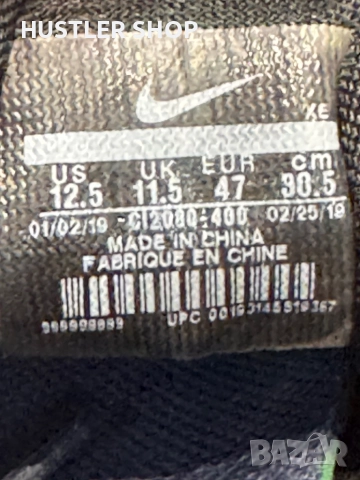 HUSTLER SHOP
XE
US UK EUR cm
12.5 11.5 47 30.5
01/02/19 CI2080-400 02/25/19
MADE IN CHINA
FABRIQUE EN CHINE
UPC
BAZAR